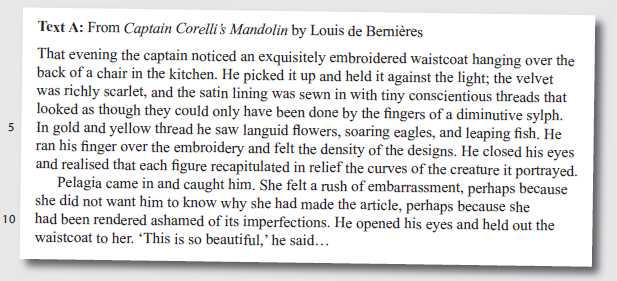 Text A: From Captain Corelli's Mandolin by Louis de Bernières
That evening the captain noticed an exquisitely embroidered waistcoat hanging over the
back of a chair in the kitchen. He picked it up and held it against the light; the velvet
was richly scarlet, and the satin lining was sewn in with tiny conscientious threads that
looked as though they could only have been done by the fingers of a diminutive sylph.
5 In gold and yellow thread he saw languid flowers, soaring eagles, and leaping fish. He
ran his finger over the embroidery and felt the density of the designs. He closed his eyes
and realised that each figure recapitulated in relief the curves of the creature it portrayed.
Pelagia came in and caught him. She felt a rush of embarrassment, perhaps because
she did not want him to know why she had made the article, perhaps because she
10 had been rendered ashamed of its imperfections. He opened his eyes and held out the
waistcoat to her. 'This is so beautiful,' he said…